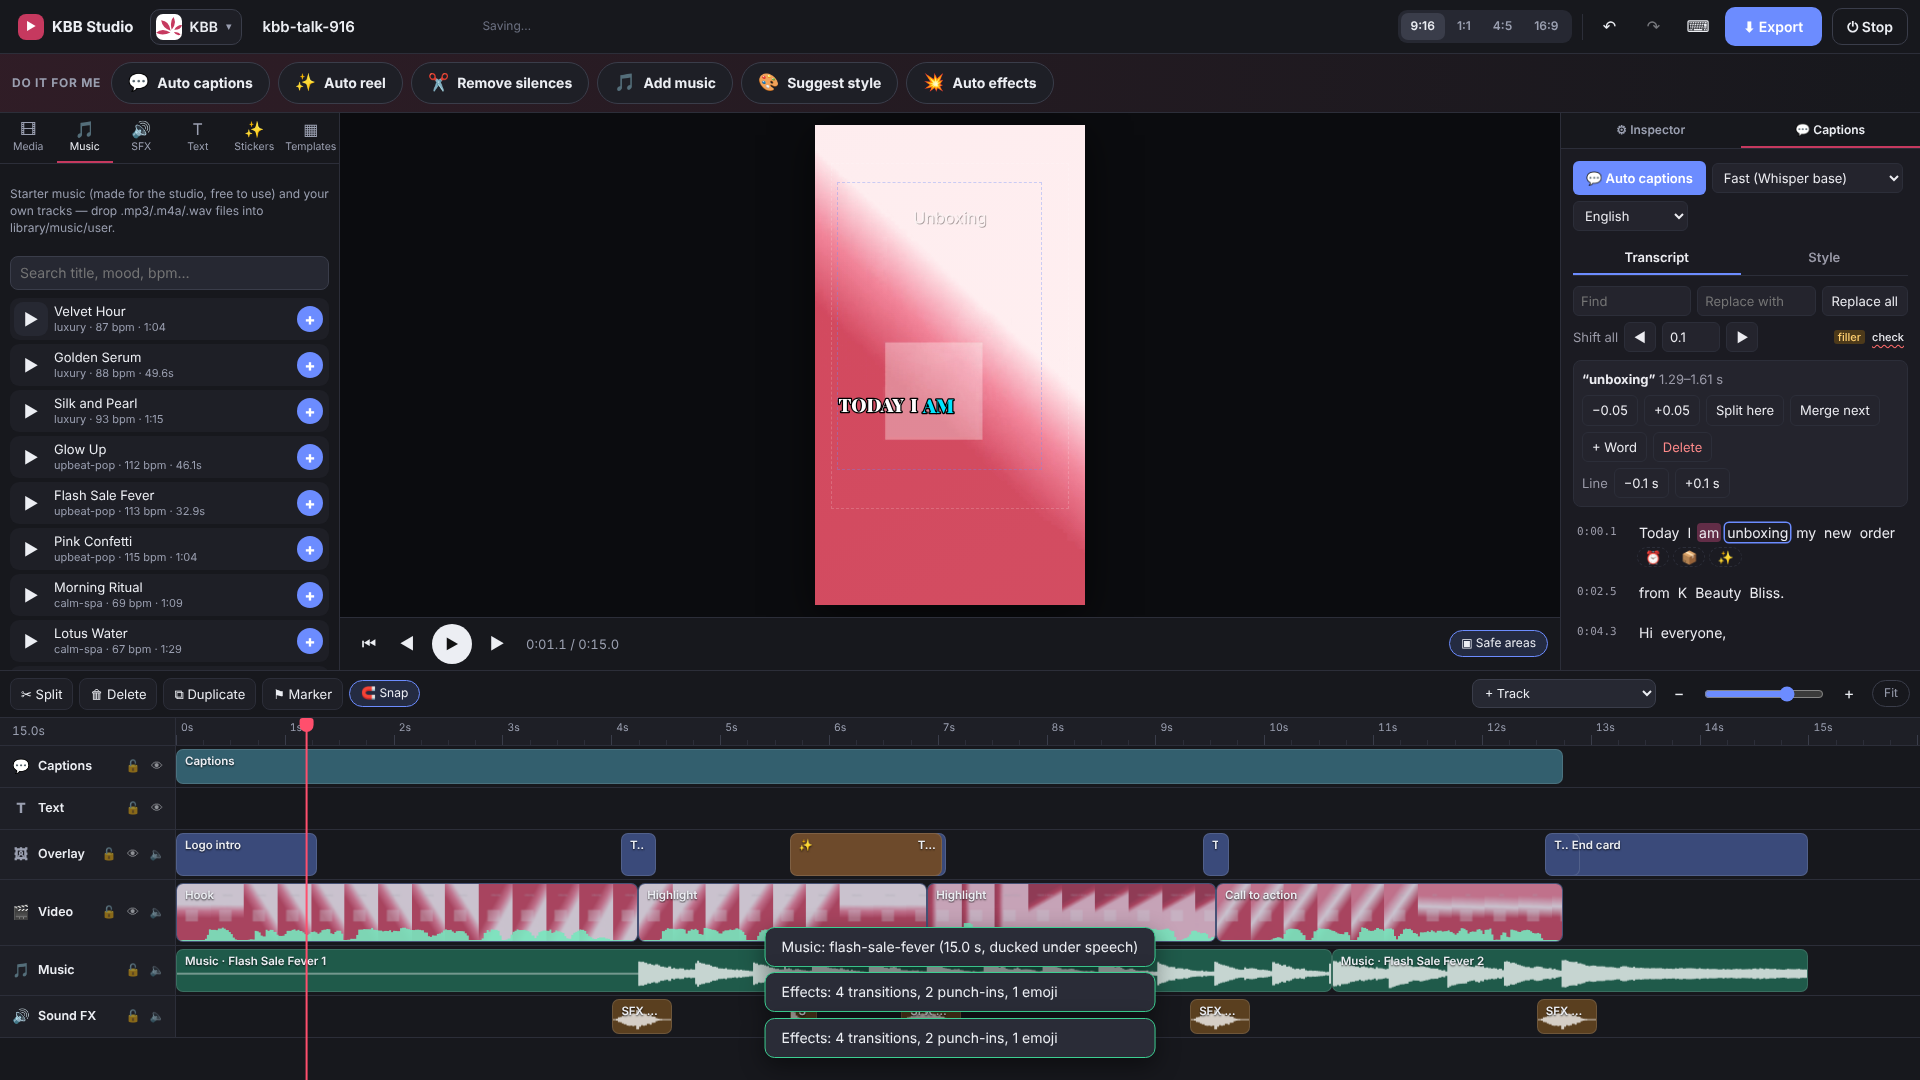 KBB Studio
KBB
kbb-talk-916
Saving...
9:16 1:1 4:5 16:9
Export
Stop
DO IT FOR ME
Auto captions
Auto reel
Remove silences
Add music
Suggest style
Auto effects
Media
Music
SFX
Text
Stickers
Templates
Starter music (made for the studio, free to use) and your
own tracks — drop .mp3/.m4a/.wav files into
library/music/user.
Search title, mood, bpm...
Velvet Hour
luxury · 87 bpm · 1:04
Golden Serum
luxury · 88 bpm · 49.6s
Silk and Pearl
luxury · 93 bpm · 1:15
Glow Up
upbeat-pop · 112 bpm · 46.1s
Flash Sale Fever
upbeat-pop · 113 bpm · 32.9s
Pink Confetti
upbeat-pop · 115 bpm · 1:04
Morning Ritual
calm-spa · 69 bpm · 1:09
Lotus Water
calm-spa · 67 bpm · 1:29
Unboxing
TODAY I AM
0:01.1 / 0:15.0
Safe areas
Inspector
Captions
Auto captions
Fast (Whisper base)
English
Transcript
Style
Find
Replace with
Replace all
Shift all
0.1
filler
check
“unboxing” 1.29–1.61 s
−0.05
+0.05
Split here
Merge next
+ Word
Delete
Line
−0.1 s
+0.1 s
0:00.1 Today I am unboxing my new order
0:02.5 from K Beauty Bliss.
0:04.3 Hi everyone,
Split
Delete
Duplicate
Marker
Snap
+ Track
Fit
15.0s
0s 1s 2s 3s 4s 5s 6s 7s 8s 9s 10s 11s 12s 13s 14s 15s
Captions
Captions
Text
Overlay
Logo intro
T..
T...
T
T.. End card
Video
Hook
Highlight
Highlight
Call to action
Music
Music · Flash Sale Fever 1
Music · Flash Sale Fever 2
Sound FX
SFX ...
SFX ...
SFX ...
Music: flash-sale-fever (15.0 s, ducked under speech)
Effects: 4 transitions, 2 punch-ins, 1 emoji
Effects: 4 transitions, 2 punch-ins, 1 emoji